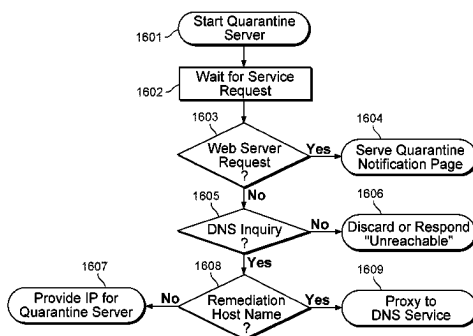 Start Quarantine
Server
1601
Wait for Service
Request
1602
1603
Web Server
Request
?
Yes
1604
Serve Quarantine
Notification Page
No
1605
DNS Inquiry
?
No
1606
Discard or Respond
"Unreachable"
Yes
1607
Provide IP for
Quarantine Server
No
1608
Remediation
Host Name
?
Yes
1609
Proxy to
DNS Service